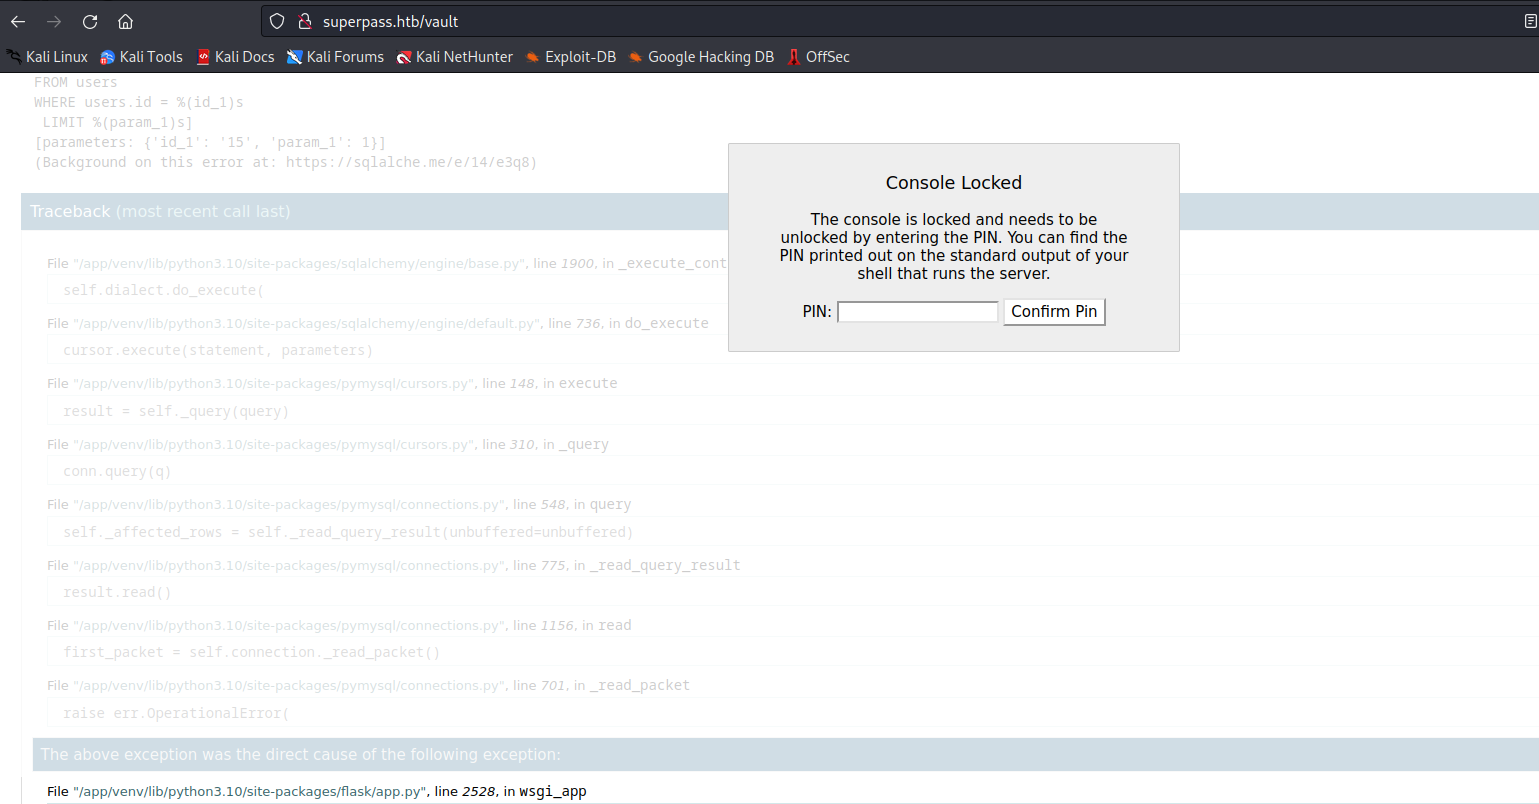 superpass.htb/vault
Kali Linux Kali Tools Kali Docs Kali Forums Kali NetHunter Exploit-DB Google Hacking DB OffSec
FROM users
WHERE users.id = %(id_1)s
LIMIT %(param_1)s]
[parameters: {'id_1': '15', 'param_1': 1}]
(Background on this error at: https://sqlalche.me/e/14/e3q8)
Console Locked
The console is locked and needs to be
unlocked by entering the PIN. You can find the
PIN printed out on the standard output of your
shell that runs the server.
PIN: Confirm Pin
Traceback (most recent call last)
File "/app/venv/lib/python3.10/site-packages/sqlalchemy/engine/base.py", line 1900, in _execute_cont
self.dialect.do_execute(
File "/app/venv/lib/python3.10/site-packages/sqlalchemy/engine/default.py", line 736, in do_execute
cursor.execute(statement, parameters)
File "/app/venv/lib/python3.10/site-packages/pymysql/cursors.py", line 148, in execute
result = self._query(query)
File "/app/venv/lib/python3.10/site-packages/pymysql/cursors.py", line 310, in _query
conn.query(q)
File "/app/venv/lib/python3.10/site-packages/pymysql/connections.py", line 548, in query
self._affected_rows = self._read_query_result(unbuffered=unbuffered)
File "/app/venv/lib/python3.10/site-packages/pymysql/connections.py", line 775, in _read_query_result
result.read()
File "/app/venv/lib/python3.10/site-packages/pymysql/connections.py", line 1156, in read
first_packet = self.connection._read_packet()
File "/app/venv/lib/python3.10/site-packages/pymysql/connections.py", line 701, in _read_packet
raise err.OperationalError(
The above exception was the direct cause of the following exception:
File "/app/venv/lib/python3.10/site-packages/flask/app.py", line 2528, in wsgi_app